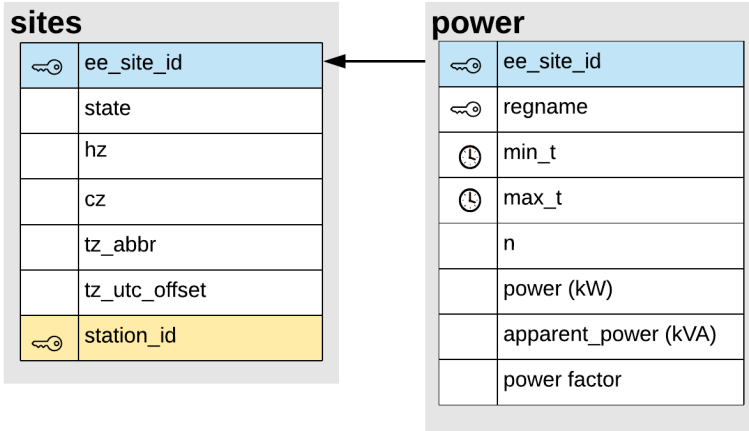 sites
ee_site_id
state
hz
cz
tz_abbr
tz_utc_offset
station_id
power
ee_site_id
regname
min_t
max_t
n
power (kW)
apparent_power (kVA)
power factor